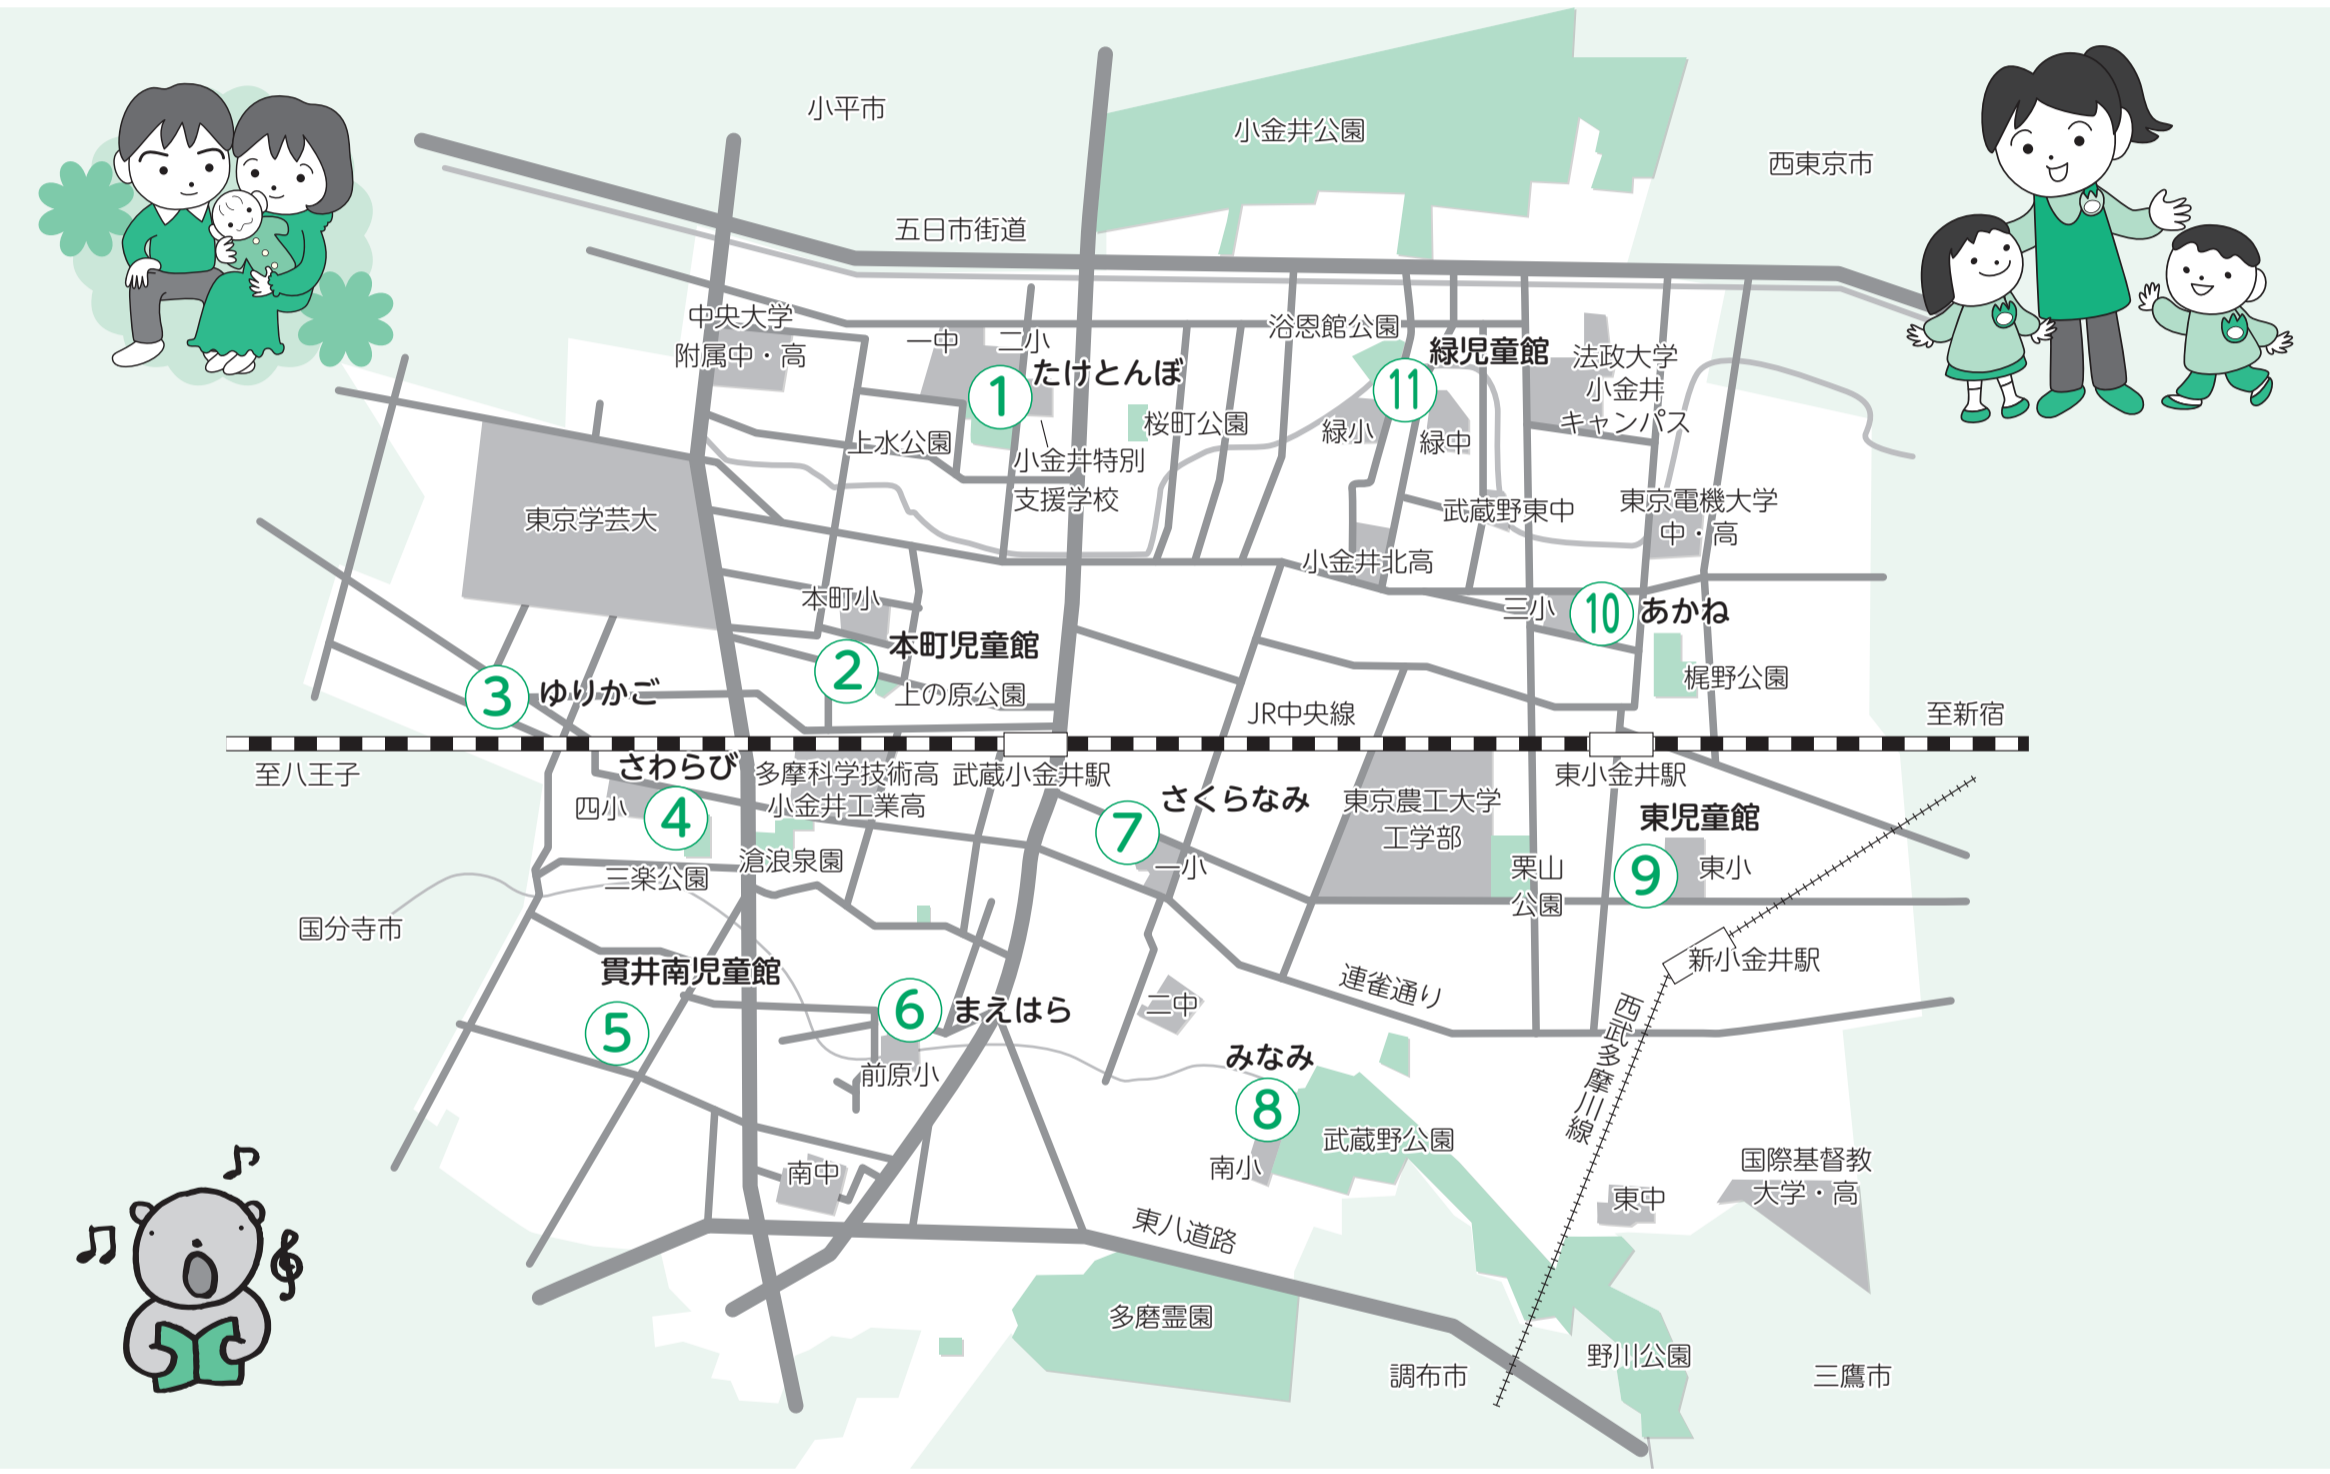 小平市
小金井公園
西東京市
五日市街道
中央大学
附属中・高
一中
二小
浴恩館公園
緑児童館
法政大学
小金井
キャンパス
① たけとんぼ
⑪
上水公園
桜町公園
緑小
緑中
小金井特別
支援学校
東京学芸大
武蔵野東中
東京電機大学
中・高
小金井北高
本町小
三小
⑩ あかね
② 本町児童館
上の原公園
梶野公園
③ ゆりかご
JR中央線
至新宿
至八王子
さわらび
④
四小
多摩科学技術高
小金井工業高
武蔵小金井駅
東小金井駅
さくらなみ
⑦
一小
東京農工大学
工学部
東児童館
⑨
東小
三楽公園
滄浪泉園
栗山
公園
国分寺市
新小金井駅
貫井南児童館
⑤
⑥ まえはら
前原小
二中
連雀通り
西武多摩川線
みなみ
⑧
武蔵野公園
南小
南中
国際基督教
大学・高
東中
東八道路
多磨霊園
調布市
野川公園
三鷹市